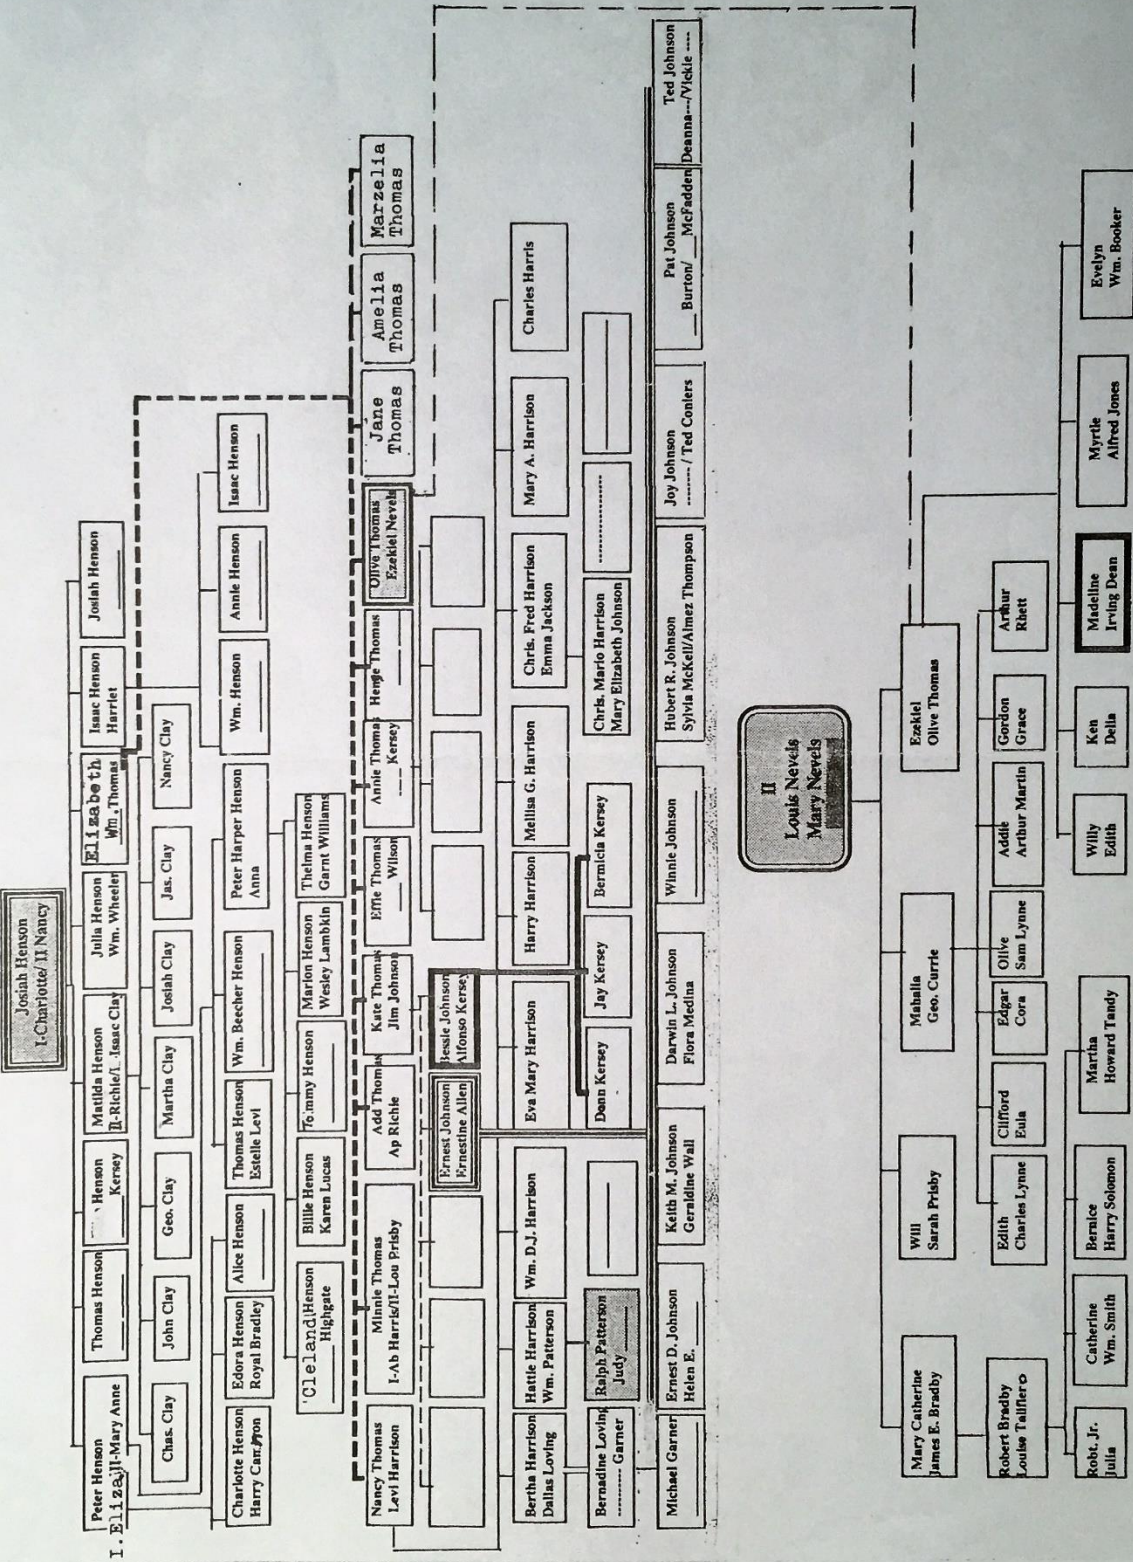 Josiah Henson
I-Charlotte/ II Nancy
Peter Henson
I. Eliza/II-Mary Anne
Thomas Henson
Henson
Kersey
Matilda Henson
II-Richie/I- Isaac Clay
Julia Henson
Wm. Wheeler
Elizabeth
Wm. Thomas
Isaac Henson
Harriet
Josiah Henson
Chas. Clay
John Clay
Geo. Clay
Martha Clay
Josiah Clay
Jas. Clay
Nancy Clay
Charlotte Henson
Harry
Edora Henson
Royal Bradley
Alice Henson
Thomas Henson
Estelle Levi
Wm. Beecher Henson
Peter Harper Henson
Anna
Wm. Henson
Annie Henson
Isaac Henson
Cleland Henson
Highgate
Billie Henson
Karen Lucas
Tommy Henson
Marlon Henson
Wesley Lambkin
Thelma Henson
Garnt Williams
Nancy Thomas
Levi Harrison
Minnie Thomas
I-Ab Harris/II-Lou Prisby
Add Thomas
Ap Richie
Kate Thomas
Jim Johnson
Effie Thomas
Wilson
Annie Thomas
Kersey
Thomas
Olive Thomas
Ezekiel Nevels
Jane
Thomas
Amelia
Thomas
Marzelia
Thomas
Ernest Johnson
Ernestine Allen
Bessie Johnson
Alfonso Kersey
Bertha Harrison
Dallas Loving
Hattie Harrison
Wm. Patterson
Wm. D.J. Harrison
Eva Mary Harrison
Harry Harrison
Mellisa G. Harrison
Chris. Fred Harrison
Emma Jackson
Mary A. Harrison
Charles Harris
Bernadine Loving
-------- Garner
Ralph Patterson
Judy
Donn Kersey
Jay Kersey
Bernicia Kersey
Chris. Mario Harrison
Mary Elizabeth Johnson
Michael Garner
Ernest D. Johnson
Helen E.
Keith M. Johnson
Geraldine Wall
Darwin L. Johnson
Flora Medina
Winnie Johnson
Hubert R. Johnson
Sylvia McKell/Almez Thompson
Joy Johnson
-------- / Ted Conlers
Pat Johnson
__ Burton/ __ McFadden
Ted Johnson
Deanna---/Vickie ----
II
Louis Nevels
Mary Nevels
Mary Catherine
James E. Bradby
Will
Sarah Prisby
Mahalla
Geo. Currie
Ezekiel
Olive Thomas
Robert Bradby
Louise Taliflero
Edith
Charles Lynne
Clifford
Eula
Edgar
Cora
Olive
Sam Lynne
Addie
Arthur Martin
Gordon
Grace
Arthur
Rhett
Robt. Jr.
Julia
Catherine
Wm. Smith
Bernice
Harry Solomon
Martha
Howard Tandy
Willy
Edith
Ken
Della
Madeline
Irving Dean
Myrtle
Alfred Jones
Evelyn
Wm. Booker